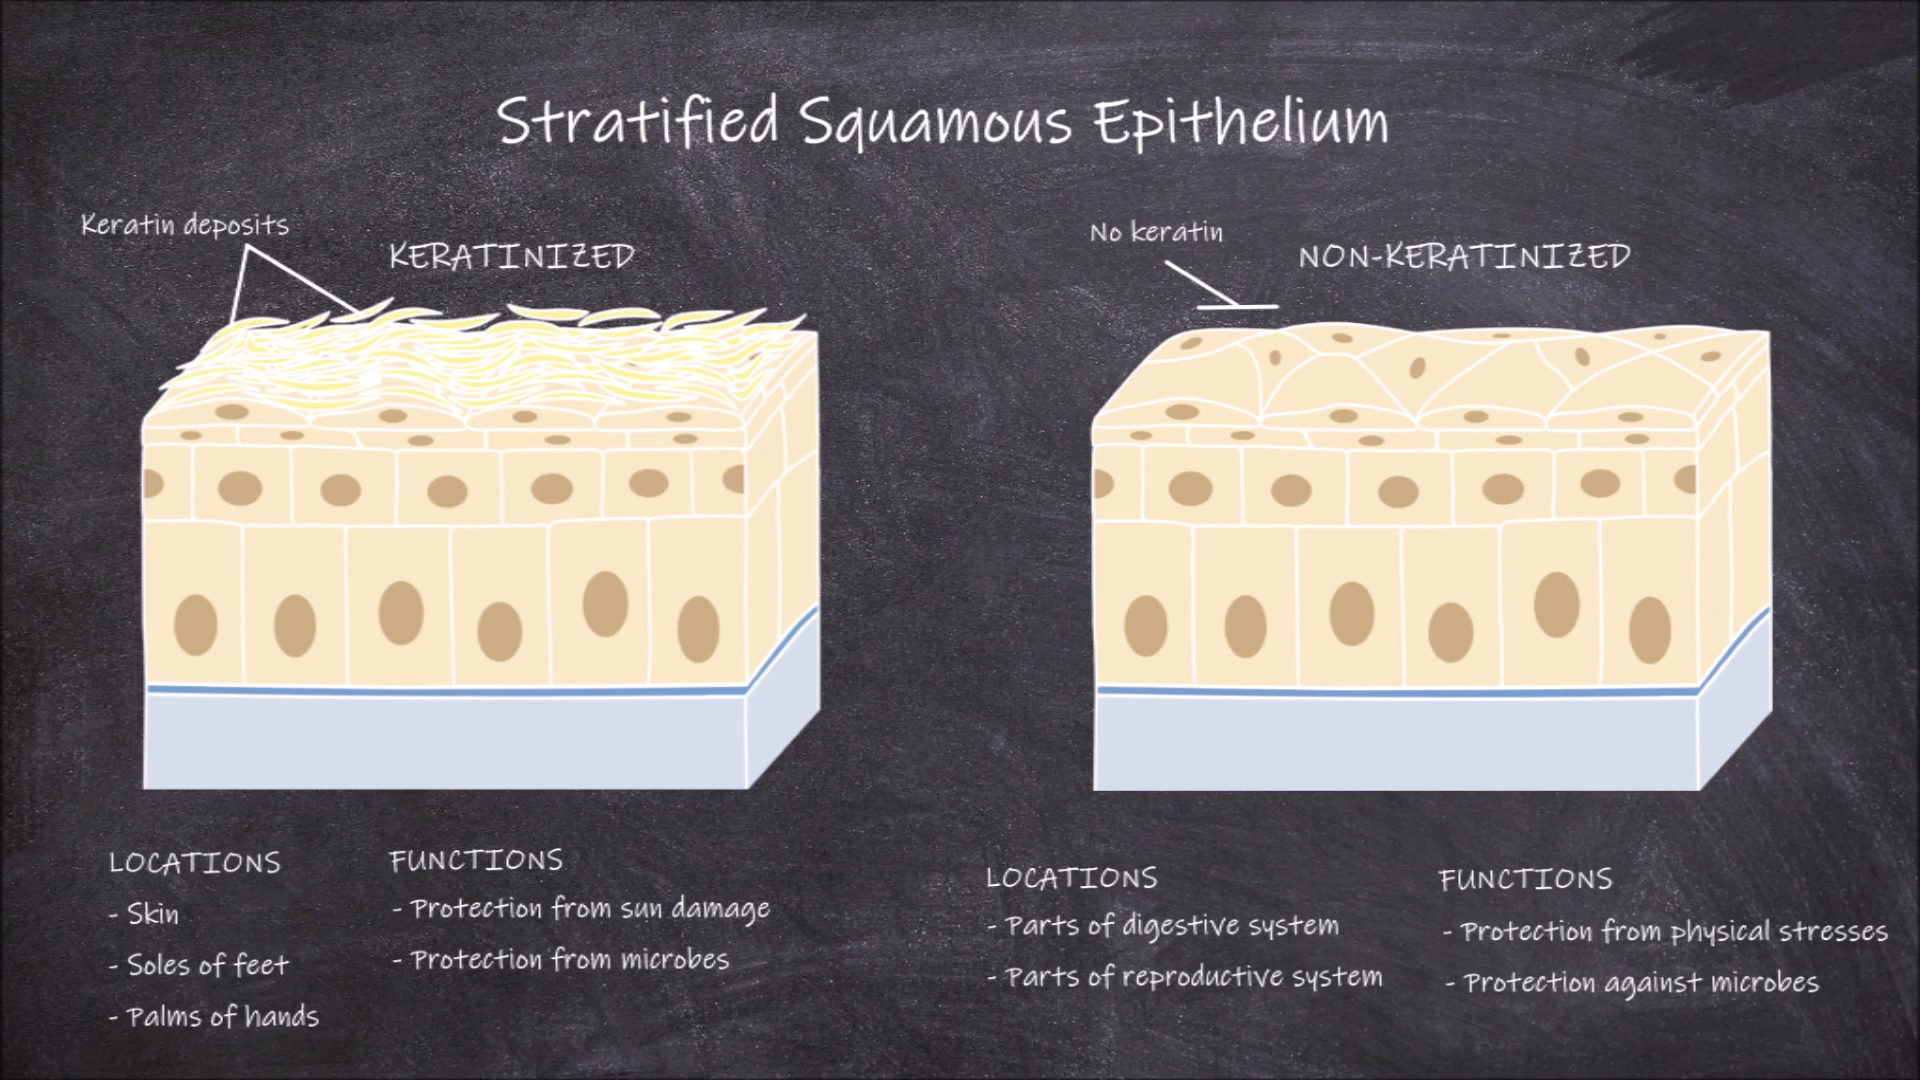 Stratified Squamous Epithelium
Keratin deposits
KERATINIZED
LOCATIONS
- Skin
- Soles of feet
- Palms of hands
FUNCTIONS
- Protection from sun damage
- Protection from microbes
No keratin
NON-KERATINIZED
LOCATIONS
- Parts of digestive system
- Parts of reproductive system
FUNCTIONS
- Protection from physical stresses
- Protection against microbes